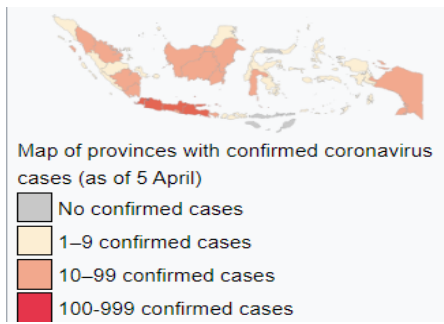 Map of provinces with confirmed coronavirus
cases (as of 5 April)
No confirmed cases
1–9 confirmed cases
10–99 confirmed cases
100-999 confirmed cases